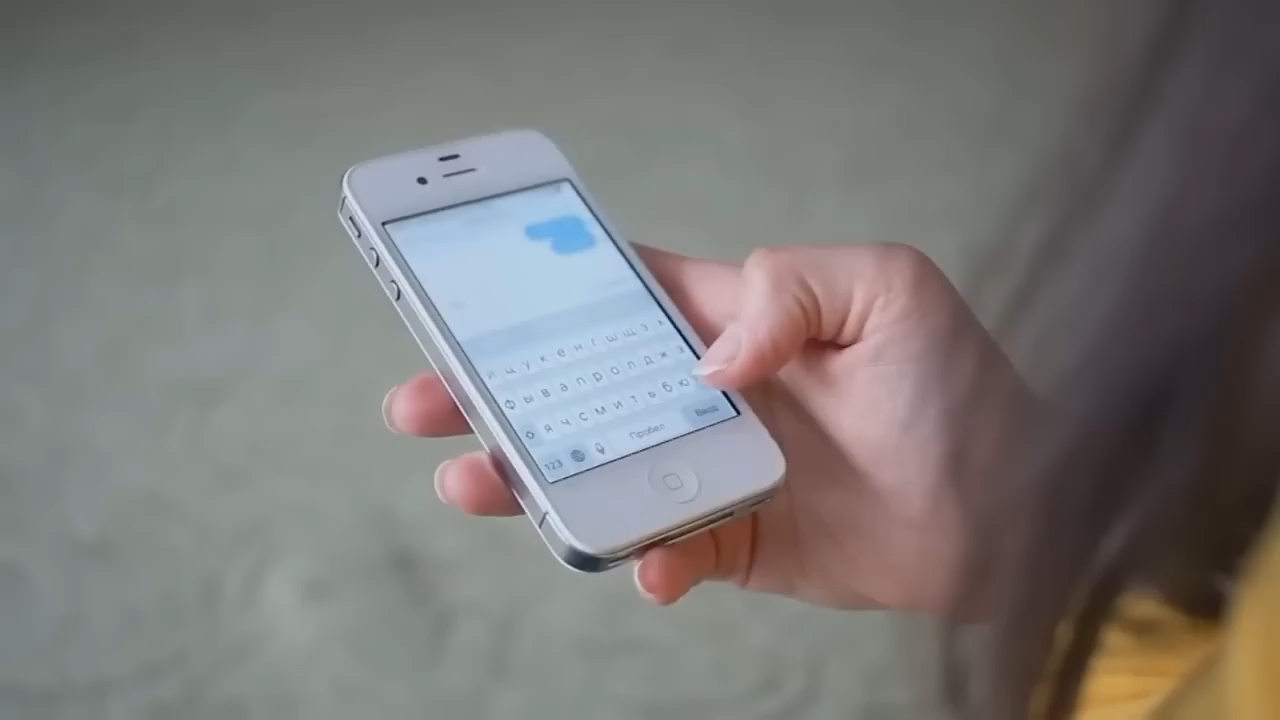 й ц у к е н г ш щ з х
ф ы в а п р о л д ж э
я ч с м и т ь б ю
123 Пробел Ввод